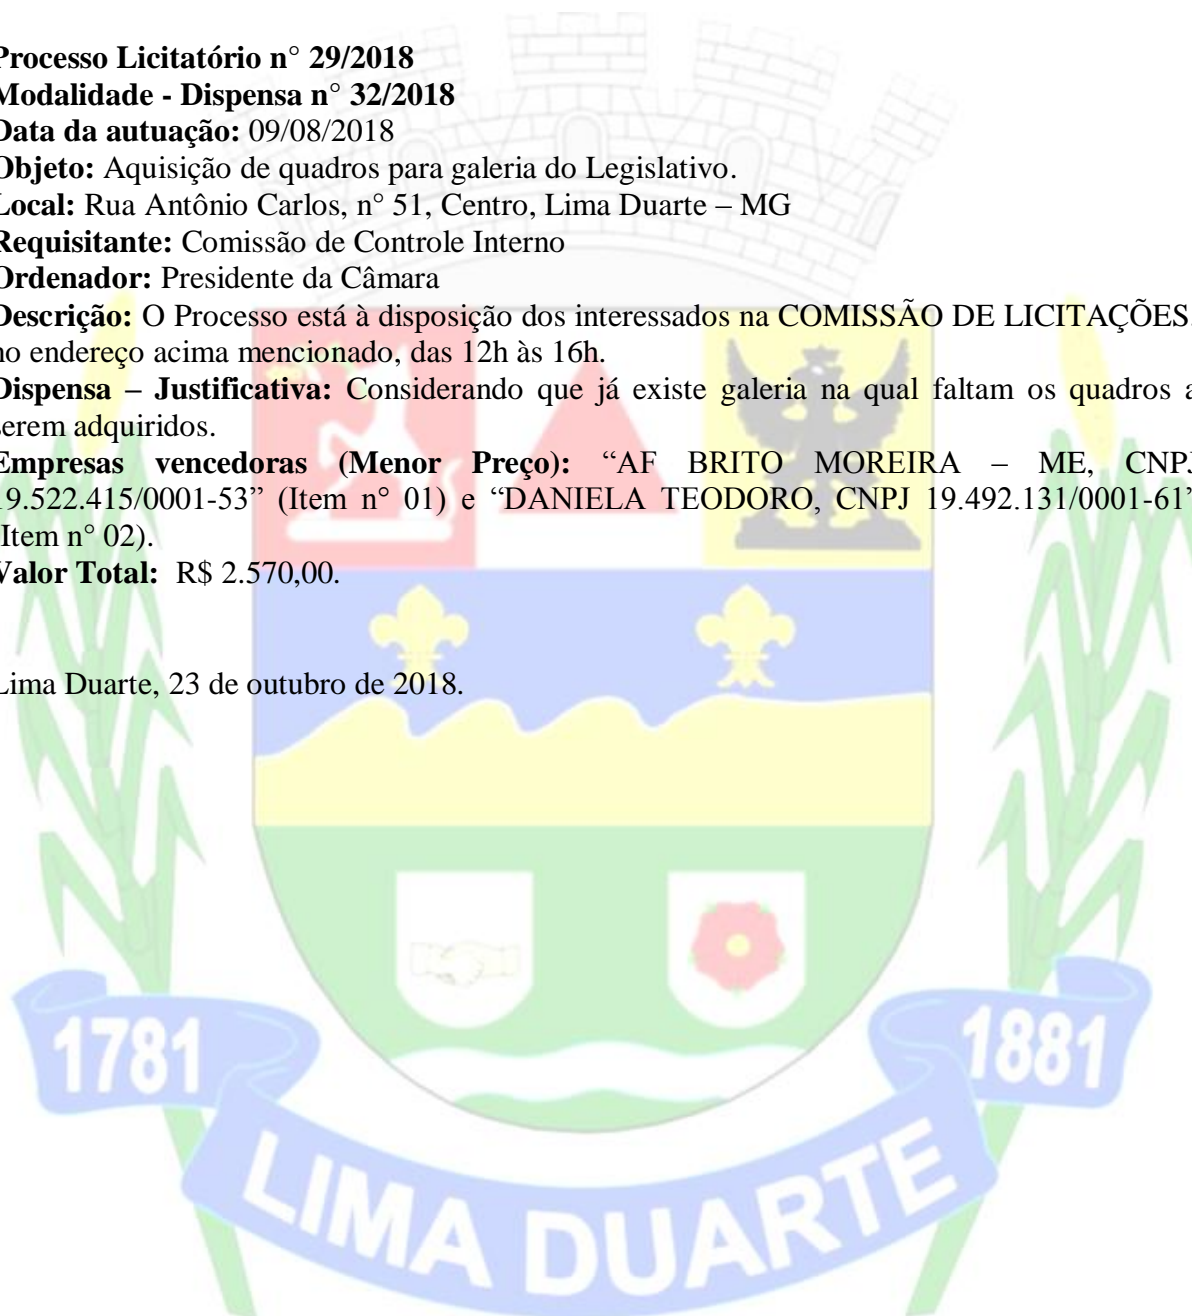 Processo Licitatório n° 29/2018
Modalidade - Dispensa n° 32/2018
Data da autuação: 09/08/2018
Objeto: Aquisição de quadros para galeria do Legislativo.
Local: Rua Antônio Carlos, n° 51, Centro, Lima Duarte – MG
Requisitante: Comissão de Controle Interno
Ordenador: Presidente da Câmara
Descrição: O Processo está à disposição dos interessados na COMISSÃO DE LICITAÇÕES,
no endereço acima mencionado, das 12h às 16h.
Dispensa – Justificativa: Considerando que já existe galeria na qual faltam os quadros a
serem adquiridos.
Empresas vencedoras (Menor Preço): “AF BRITO MOREIRA – ME, CNPJ
19.522.415/0001-53” (Item n° 01) e “DANIELA TEODORO, CNPJ 19.492.131/0001-61”
(Item n° 02).
Valor Total: R$ 2.570,00.
Lima Duarte, 23 de outubro de 2018.
1781
1881
LIMA DUARTE